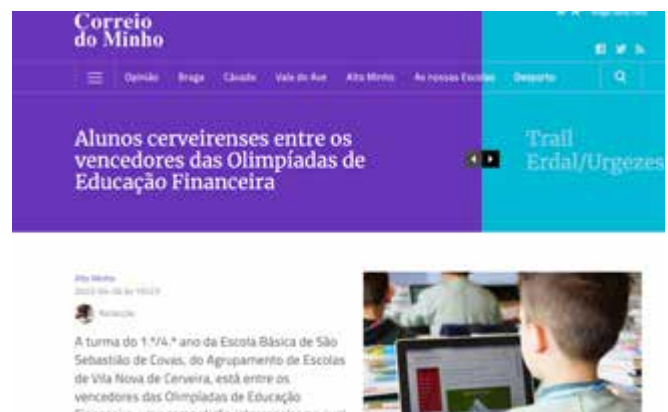 Correio
do Minho
Opinião Braga Cávado Vale do Ave Alto Minho As nossas Escolas Desporto
Alunos cerveirenses entre os
vencedores das Olimpíadas de
Educação Financeira
Trail
Erdal/Urgezes
Alto Minho
Redacção
A turma do 1.º/4.º ano da Escola Básica de São
Sebastião de Covas, do Agrupamento de Escolas
de Vila Nova de Cerveira, está entre os
vencedores das Olimpíadas de Educação